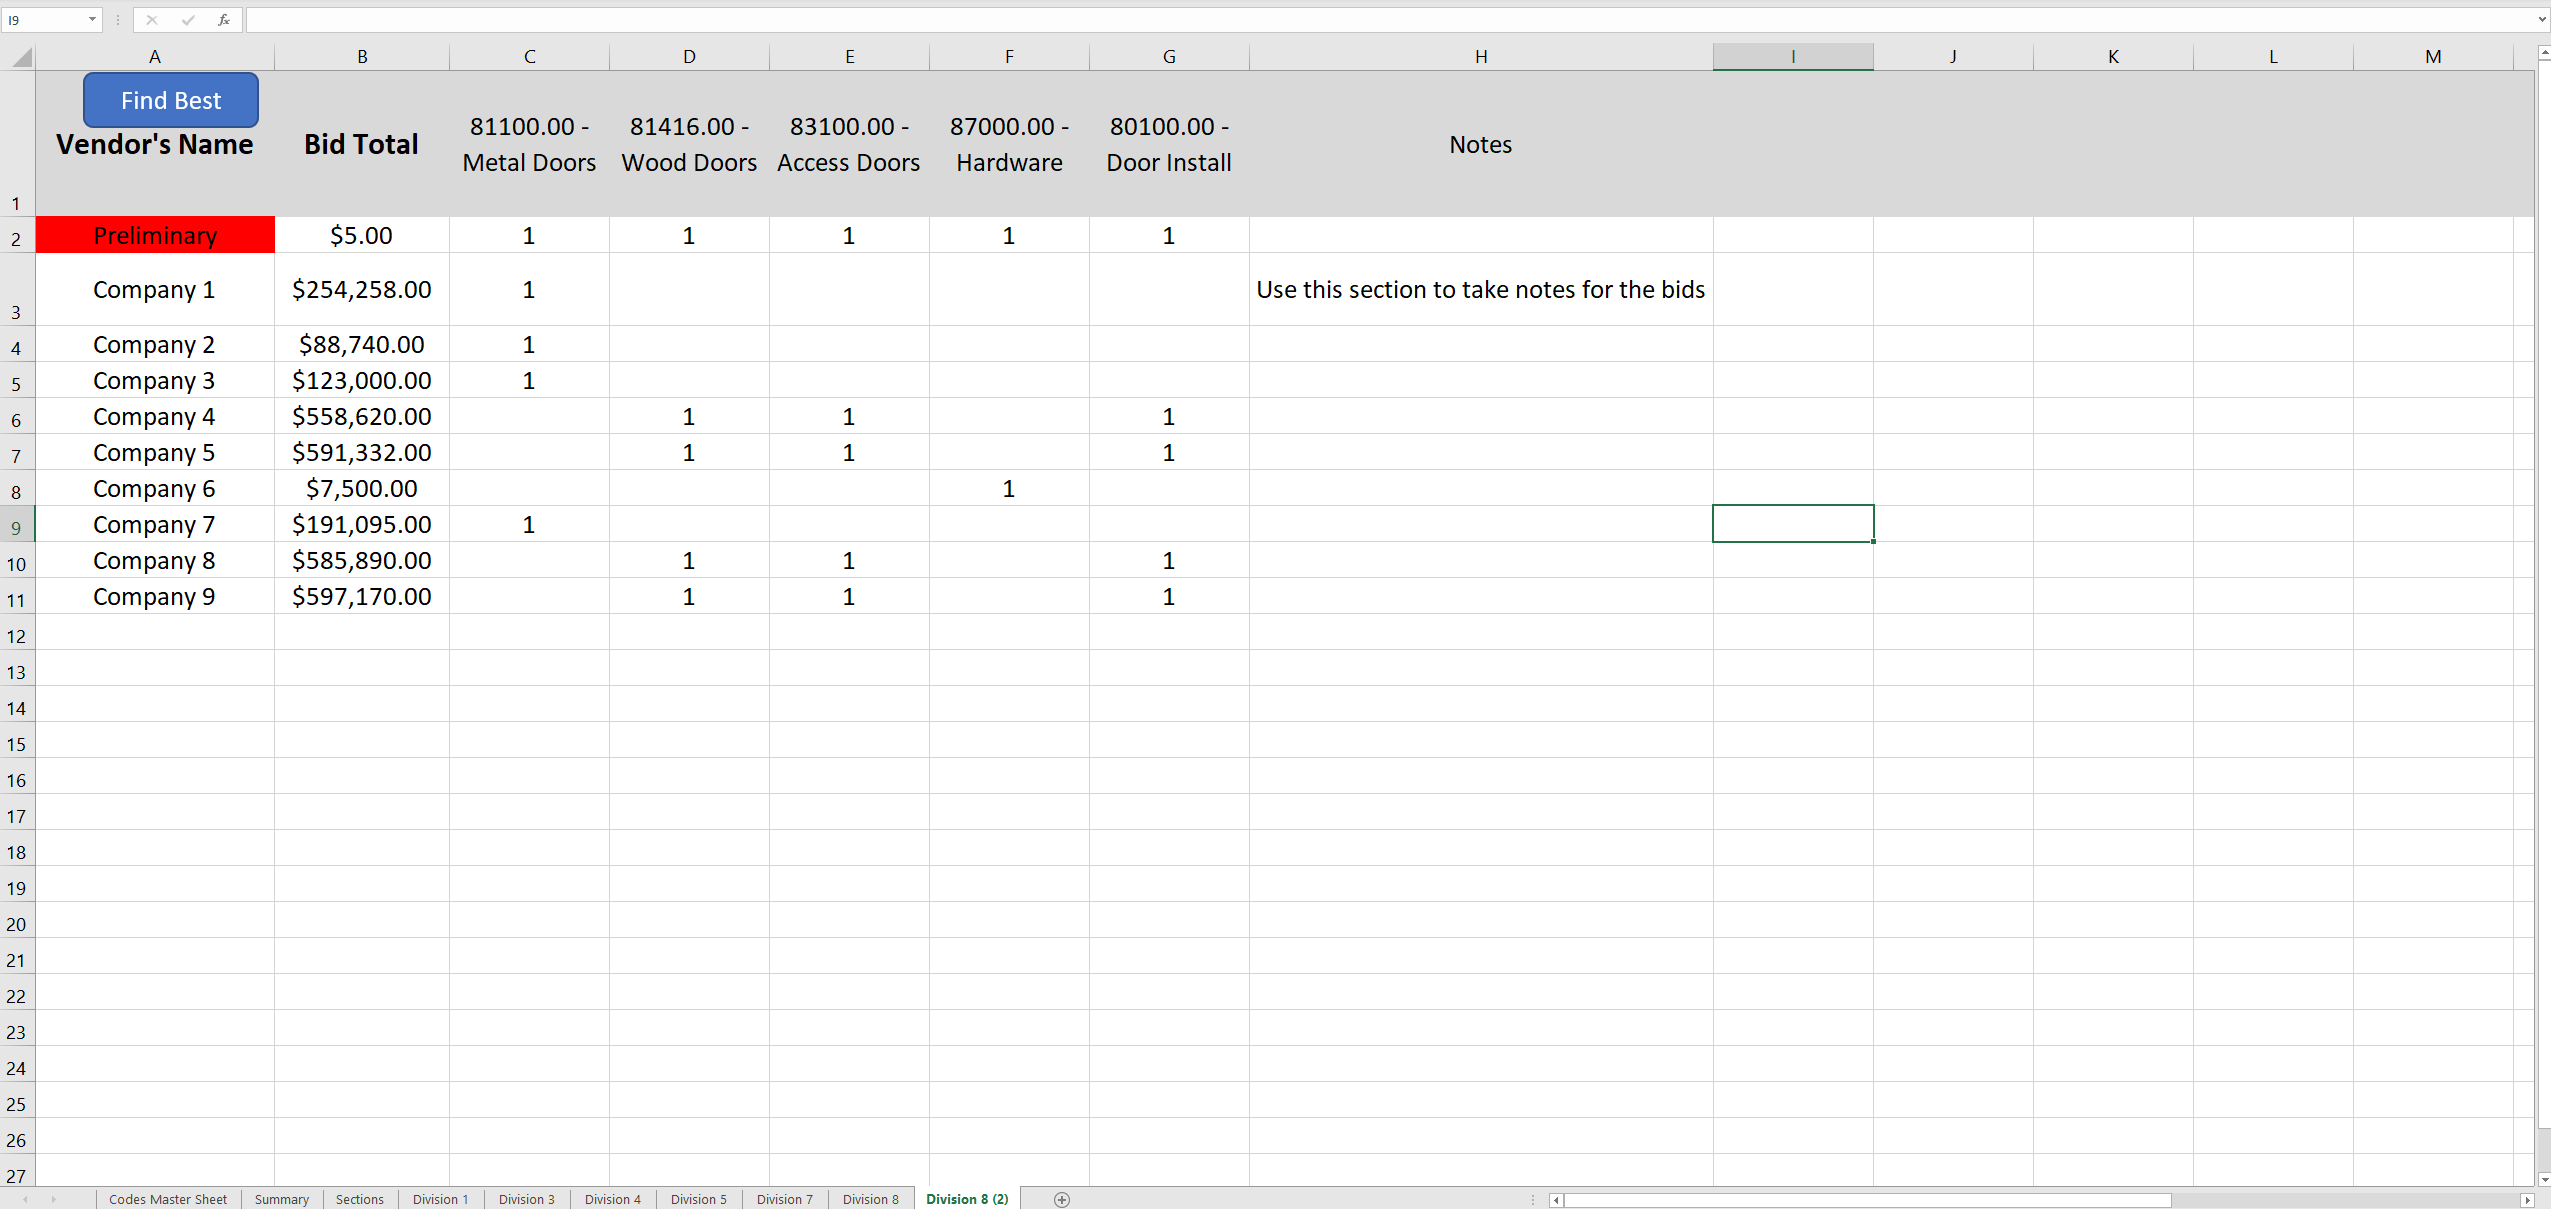 I9
fx
A B C D E F G H I J K L M
Find Best
Vendor's Name Bid Total 81100.00 - Metal Doors 81416.00 - Wood Doors 83100.00 - Access Doors 87000.00 - Hardware 80100.00 - Door Install Notes
1
2 Preliminary $5.00 1 1 1 1 1
3 Company 1 $254,258.00 1 Use this section to take notes for the bids
4 Company 2 $88,740.00 1
5 Company 3 $123,000.00 1
6 Company 4 $558,620.00 1 1 1
7 Company 5 $591,332.00 1 1 1
8 Company 6 $7,500.00 1
9 Company 7 $191,095.00 1
10 Company 8 $585,890.00 1 1 1
11 Company 9 $597,170.00 1 1 1
12
13
14
15
16
17
18
19
20
21
22
23
24
25
26
27
Codes Master Sheet Summary Sections Division 1 Division 3 Division 4 Division 5 Division 7 Division 8 Division 8 (2)